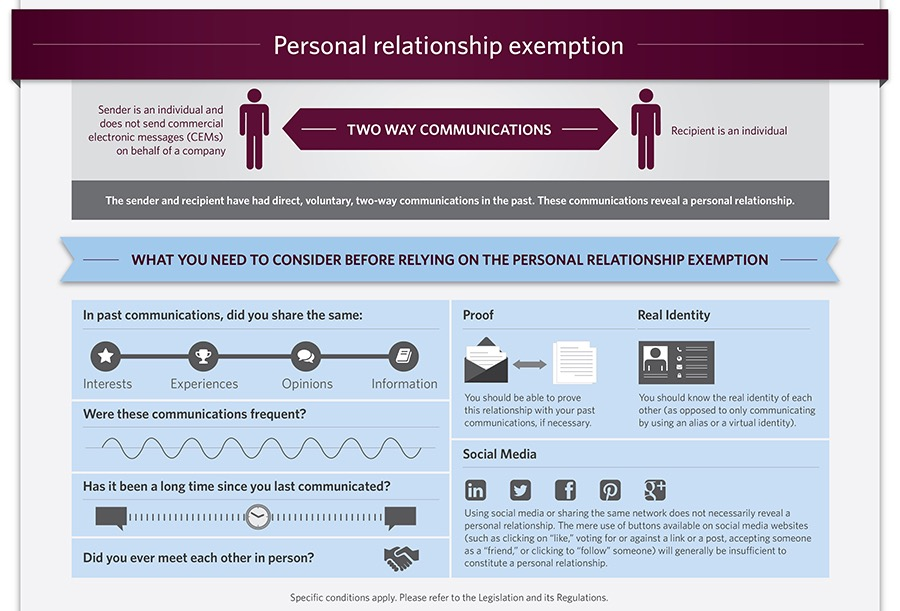 Personal relationship exemption
Sender is an individual and
does not send commercial
electronic messages (CEMs)
on behalf of a company
TWO WAY COMMUNICATIONS
Recipient is an individual
The sender and recipient have had direct, voluntary, two-way communications in the past. These communications reveal a personal relationship.
WHAT YOU NEED TO CONSIDER BEFORE RELYING ON THE PERSONAL RELATIONSHIP EXEMPTION
In past communications, did you share the same:
Interests
Experiences
Opinions
Information
Were these communications frequent?
Has it been a long time since you last communicated?
Did you ever meet each other in person?
Proof
You should be able to prove
this relationship with your past
communications, if necessary.
Real Identity
You should know the real identity of each
other (as opposed to only communicating
by using an alias or a virtual identity).
Social Media
in
f
g+
Using social media or sharing the same network does not necessarily reveal a
personal relationship. The mere use of buttons available on social media websites
(such as clicking on "like," voting for or against a link or a post, accepting someone
as a "friend," or clicking to "follow" someone) will generally be insufficient to
constitute a personal relationship.
Specific conditions apply. Please refer to the Legislation and its Regulations.